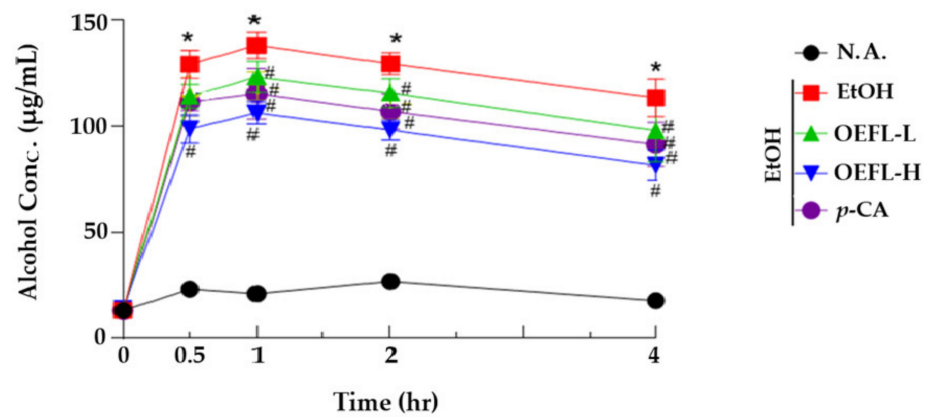 150
100
50
0
Alcohol Conc. (µg/mL)
* * * *
# # # #
# # #
# # #
# # # #
0 0.5 1 2 4
Time (hr)
N.A.
EtOH
EtOH
OEFL-L
OEFL-H
p-CA